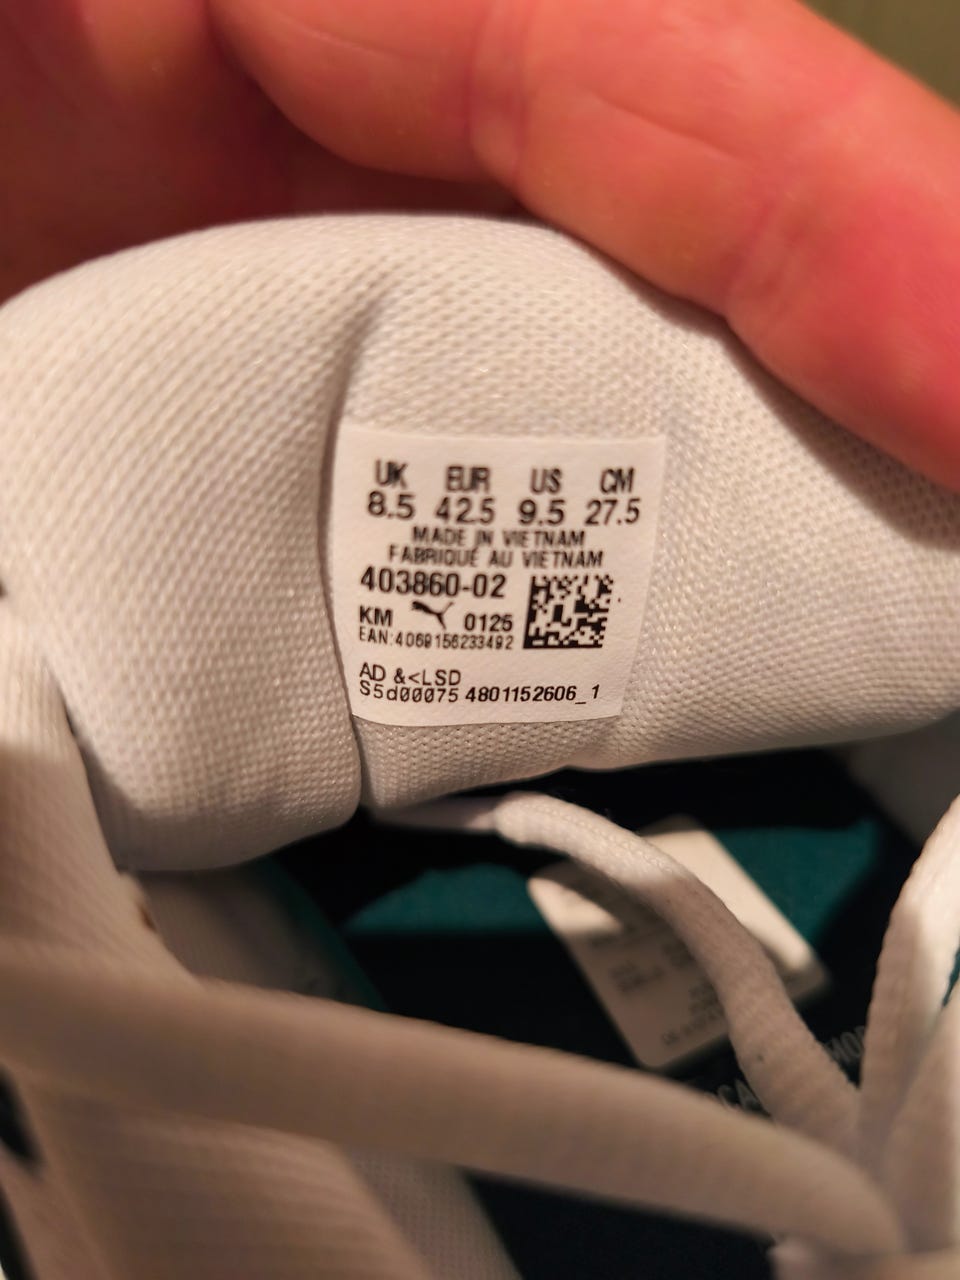 UK EUR US CM
8.5 42.5 9.5 27.5
MADE IN VIETNAM
FABRIQUÉ AU VIETNAM
403860-02
KM 0125
EAN:4069156233492
AD &<LSD
S5d00075 4801152606_1